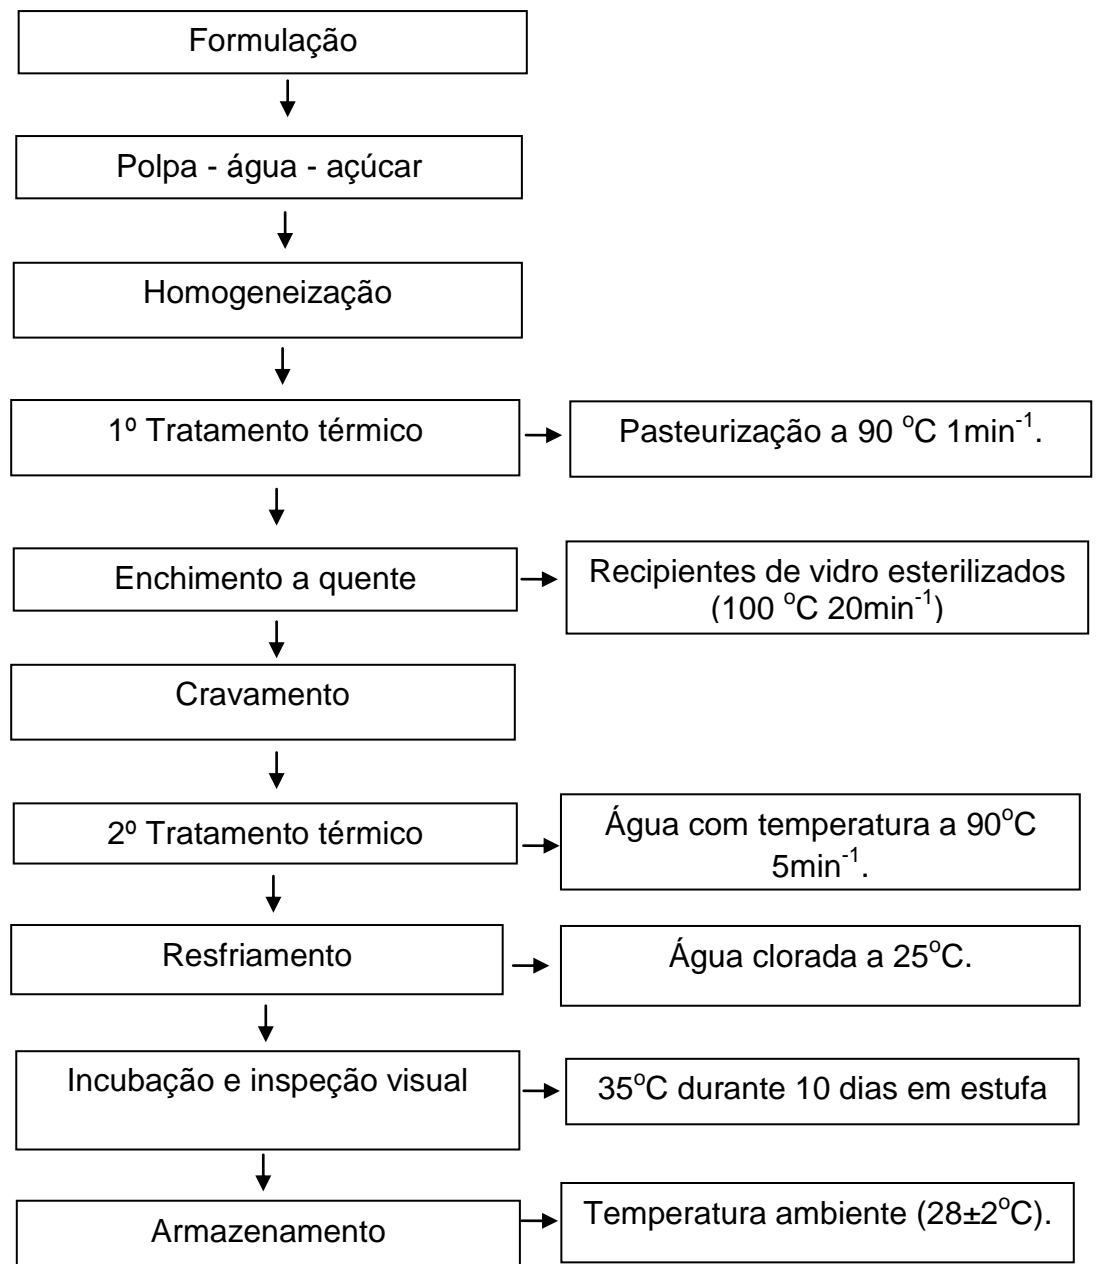 Formulação
Polpa - água - açúcar
Homogeneização
1º Tratamento térmico
Pasteurização a 90 °C 1min⁻¹.
Enchimento a quente
Recipientes de vidro esterilizados
(100 °C 20min⁻¹)
Cravamento
2º Tratamento térmico
Água com temperatura a 90°C
5min⁻¹.
Resfriamento
Água clorada a 25°C.
Incubação e inspeção visual
35°C durante 10 dias em estufa
Armazenamento
Temperatura ambiente (28±2°C).